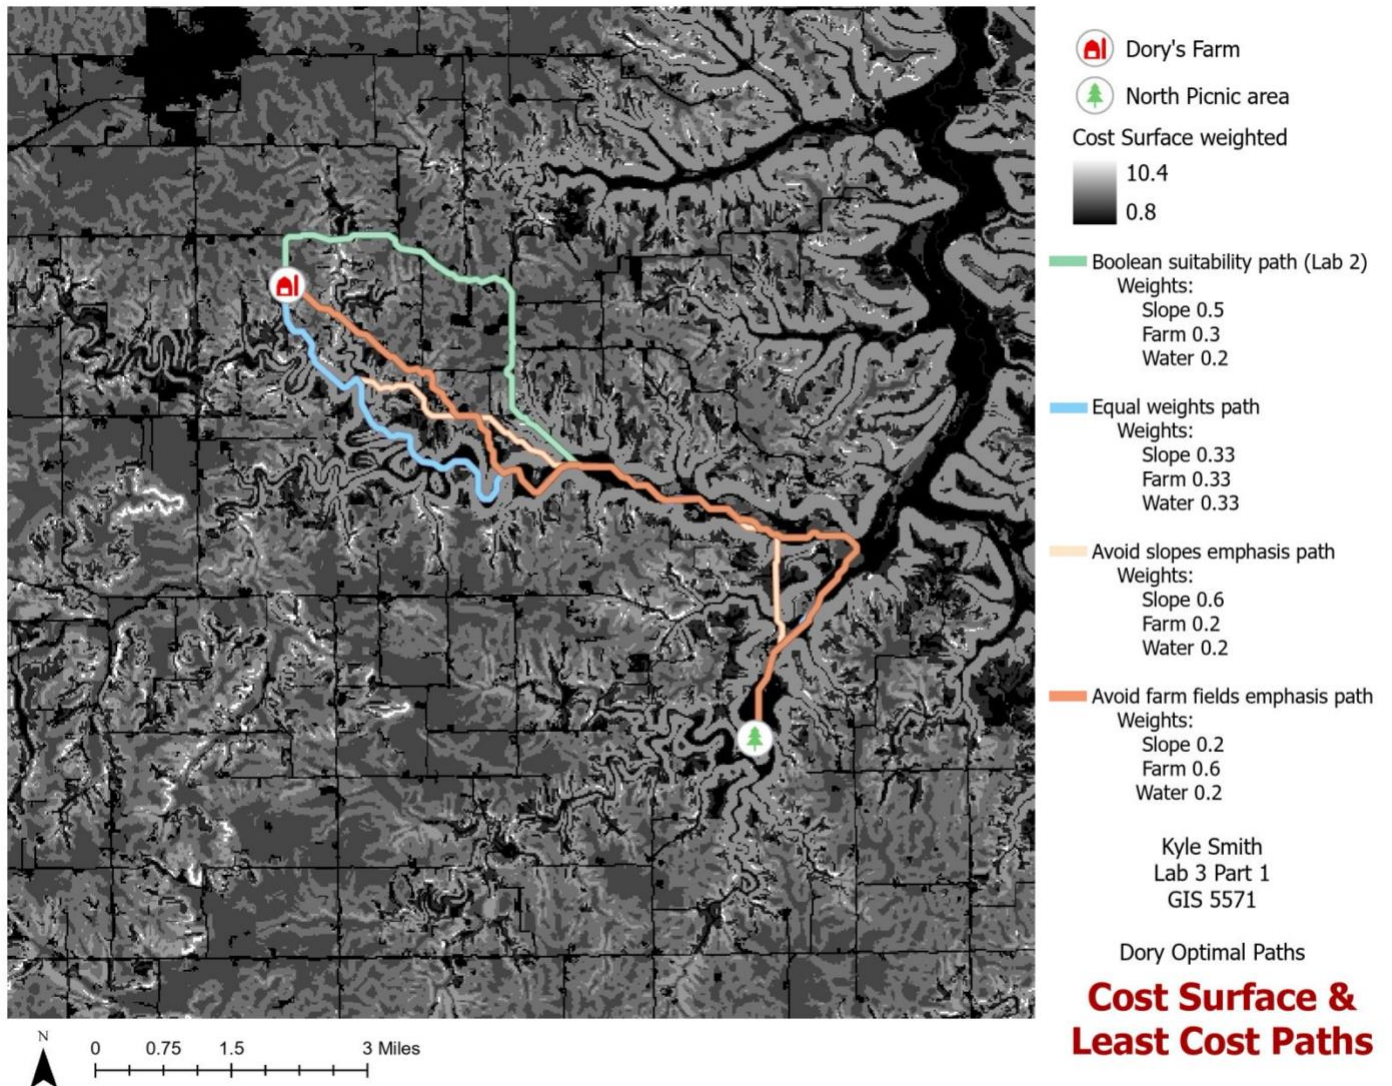 Dory's Farm
North Picnic area
Cost Surface weighted
10.4
0.8
Boolean suitability path (Lab 2)
Weights:
Slope 0.5
Farm 0.3
Water 0.2
Equal weights path
Weights:
Slope 0.33
Farm 0.33
Water 0.33
Avoid slopes emphasis path
Weights:
Slope 0.6
Farm 0.2
Water 0.2
Avoid farm fields emphasis path
Weights:
Slope 0.2
Farm 0.6
Water 0.2
Kyle Smith
Lab 3 Part 1
GIS 5571
Dory Optimal Paths
Cost Surface &
Least Cost Paths
N
0 0.75 1.5 3 Miles